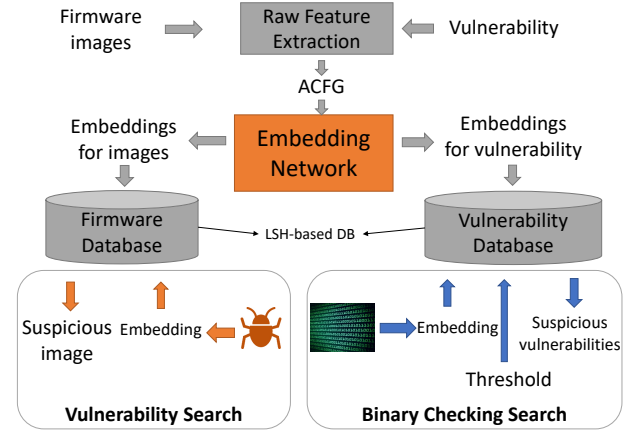 Firmware
images
Raw Feature
Extraction
Vulnerability
ACFG
Embeddings
for images
Embedding
Network
Embeddings
for vulnerability
Firmware
Database
LSH-based DB
Vulnerability
Database
Suspicious
image
Embedding
Vulnerability Search
Embedding
Suspicious
vulnerabilities
Threshold
Binary Checking Search